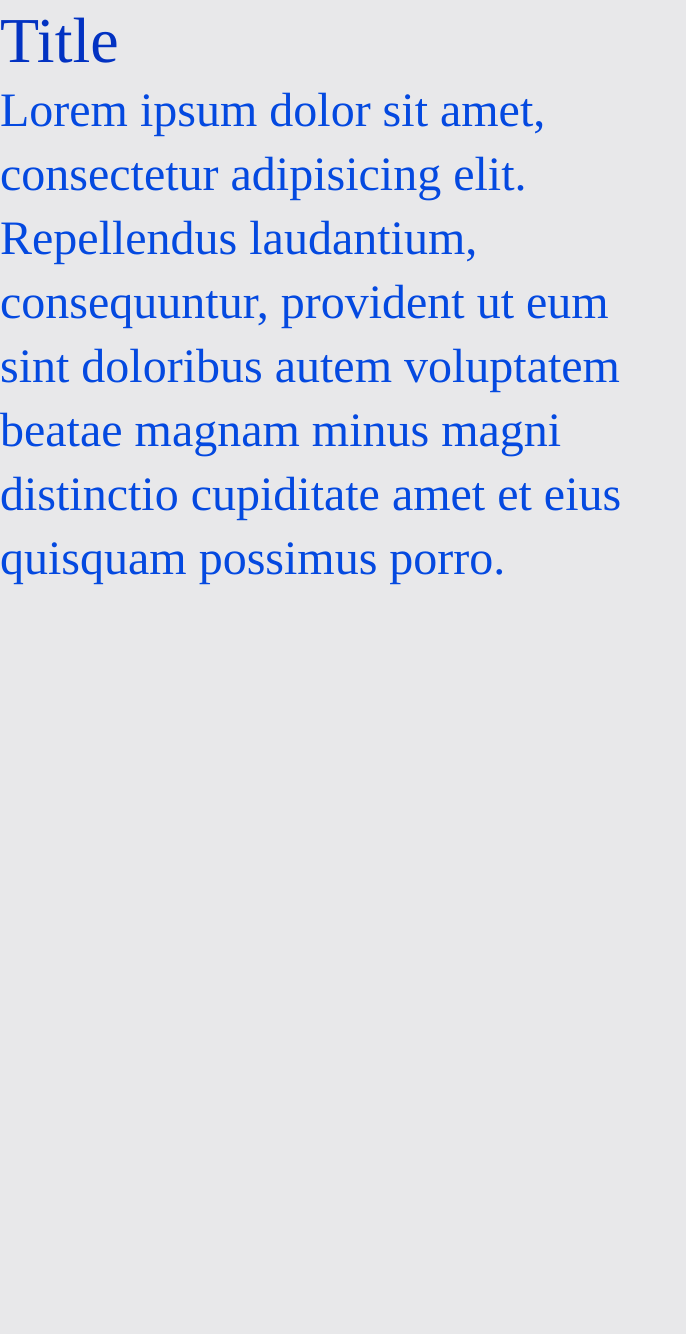 Title
Lorem ipsum dolor sit amet,
consectetur adipisicing elit.
Repellendus laudantium,
consequuntur, provident ut eum
sint doloribus autem voluptatem
beatae magnam minus magni
distinctio cupiditate amet et eius
quisquam possimus porro.